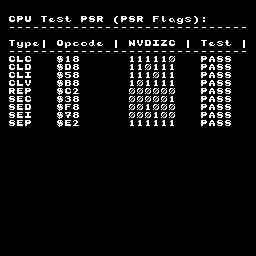 CPU Test PSR (PSR Flags):
--------------------------------
Type| Opcode | NVDIZC | Test |
--------------------------------
CLC $18 111110 PASS
CLD $D8 110111 PASS
CLI $58 111011 PASS
CLV $B8 101111 PASS
REP $C2 000000 PASS
SEC $38 000001 PASS
SED $F8 001000 PASS
SEI $78 000100 PASS
SEP $E2 111111 PASS